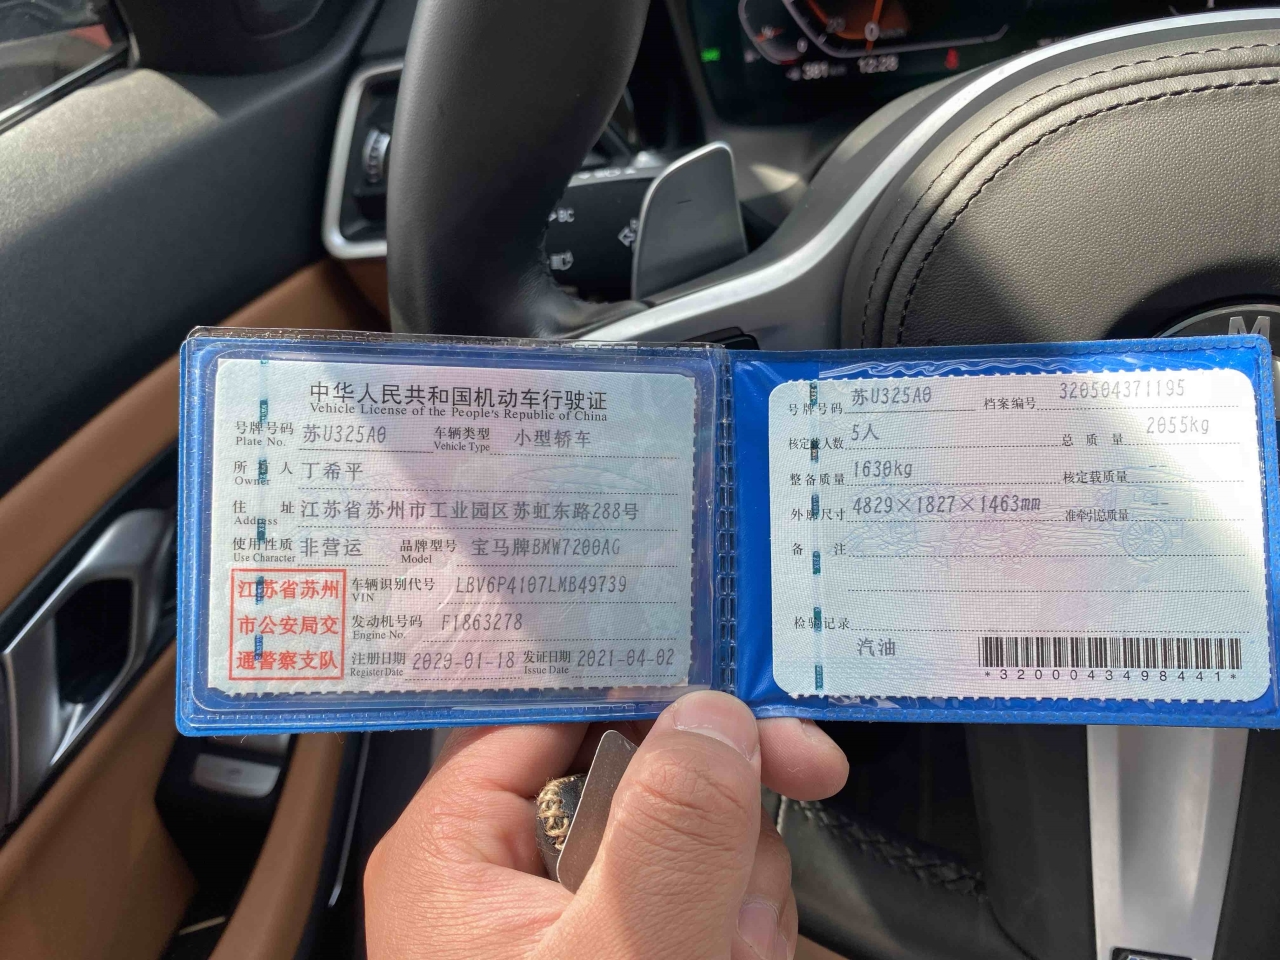 381 km 12:28
BC
M
中华人民共和国机动车行驶证
Vehicle License of the People's Republic of China
号牌号码 苏U325A0 车辆类型 小型轿车
Plate No. Vehicle Type
所有人 丁希平
Owner
住址 江苏省苏州市工业园区苏虹东路288号
Address
使用性质 非营运 品牌型号 宝马牌BMW7200AG
Use Character Model
江苏省苏州
市公安局交
通警察支队
车辆识别代号 LBV6P4107LMB49739
VIN
发动机号码 F1863278
Engine No.
注册日期 2020-01-18 发证日期 2021-04-02
Register Date Issue Date
号牌号码 苏U325A0 档案编号 320504371195
核定载人数 5人 总质量 2055kg
整备质量 1630kg 核定载质量 --
外廓尺寸 4829×1827×1463mm 准牵引总质量 --
备注
检验记录
汽油
*3200043498441*